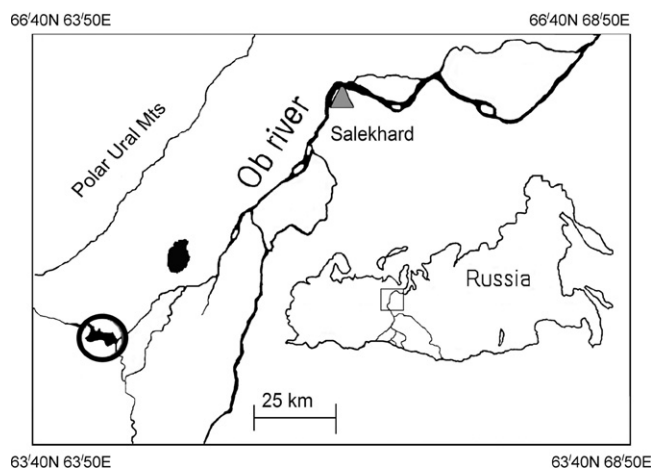 66′40N 63′50E
66′40N 68′50E
Polar Ural Mts
Ob river
Salekhard
Russia
25 km
63′40N 63′50E
63′40N 68′50E